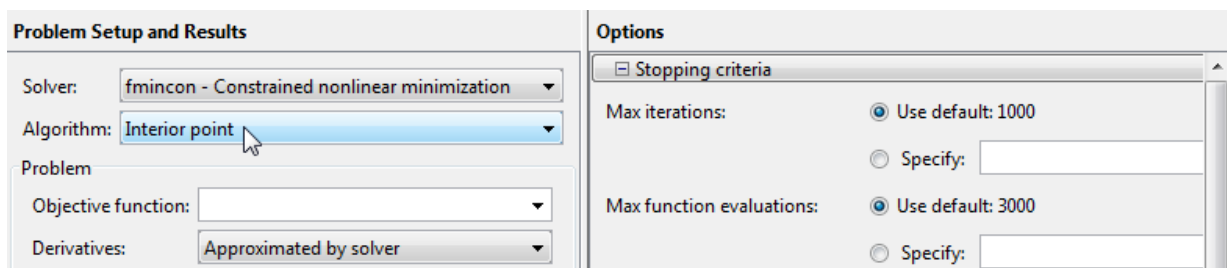 Problem Setup and Results
Solver: fmincon - Constrained nonlinear minimization
Algorithm: Interior point
Problem
Objective function:
Derivatives: Approximated by solver
Options
Stopping criteria
Max iterations: Use default: 1000
Specify:
Max function evaluations: Use default: 3000
Specify: